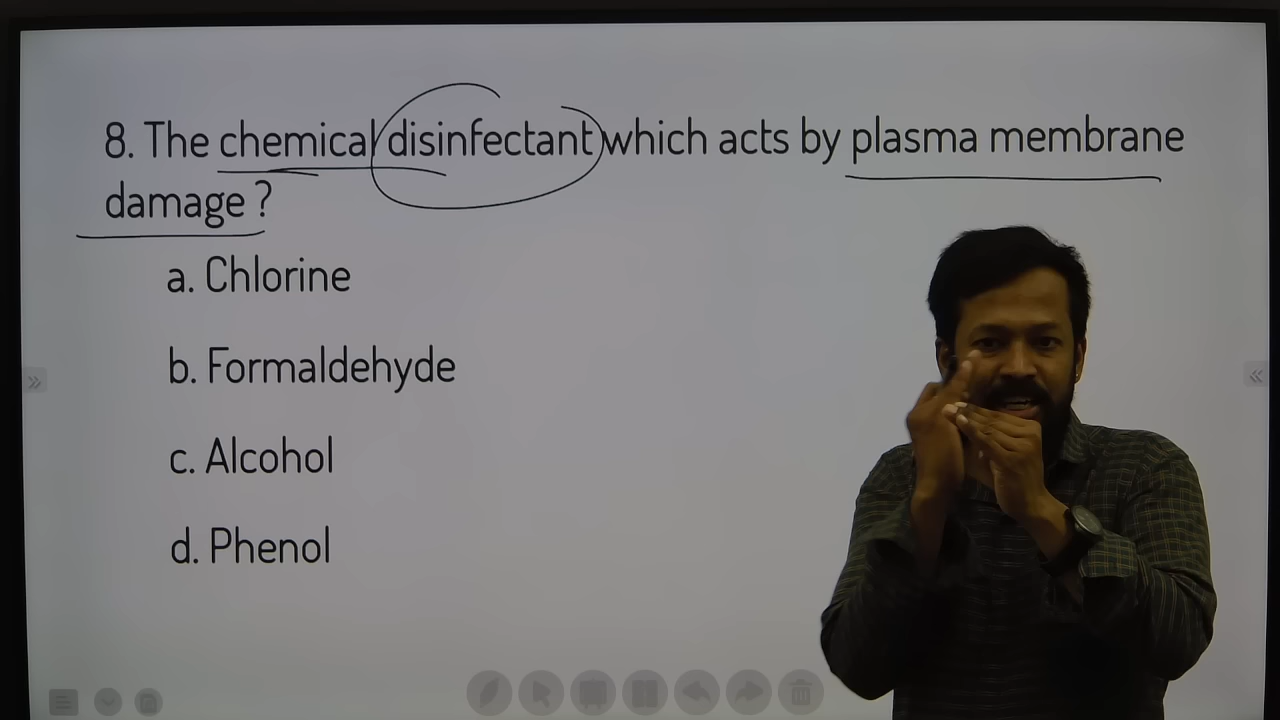 8. The chemical disinfectant which acts by plasma membrane
damage ?
a. Chlorine
b. Formaldehyde
c. Alcohol
d. Phenol